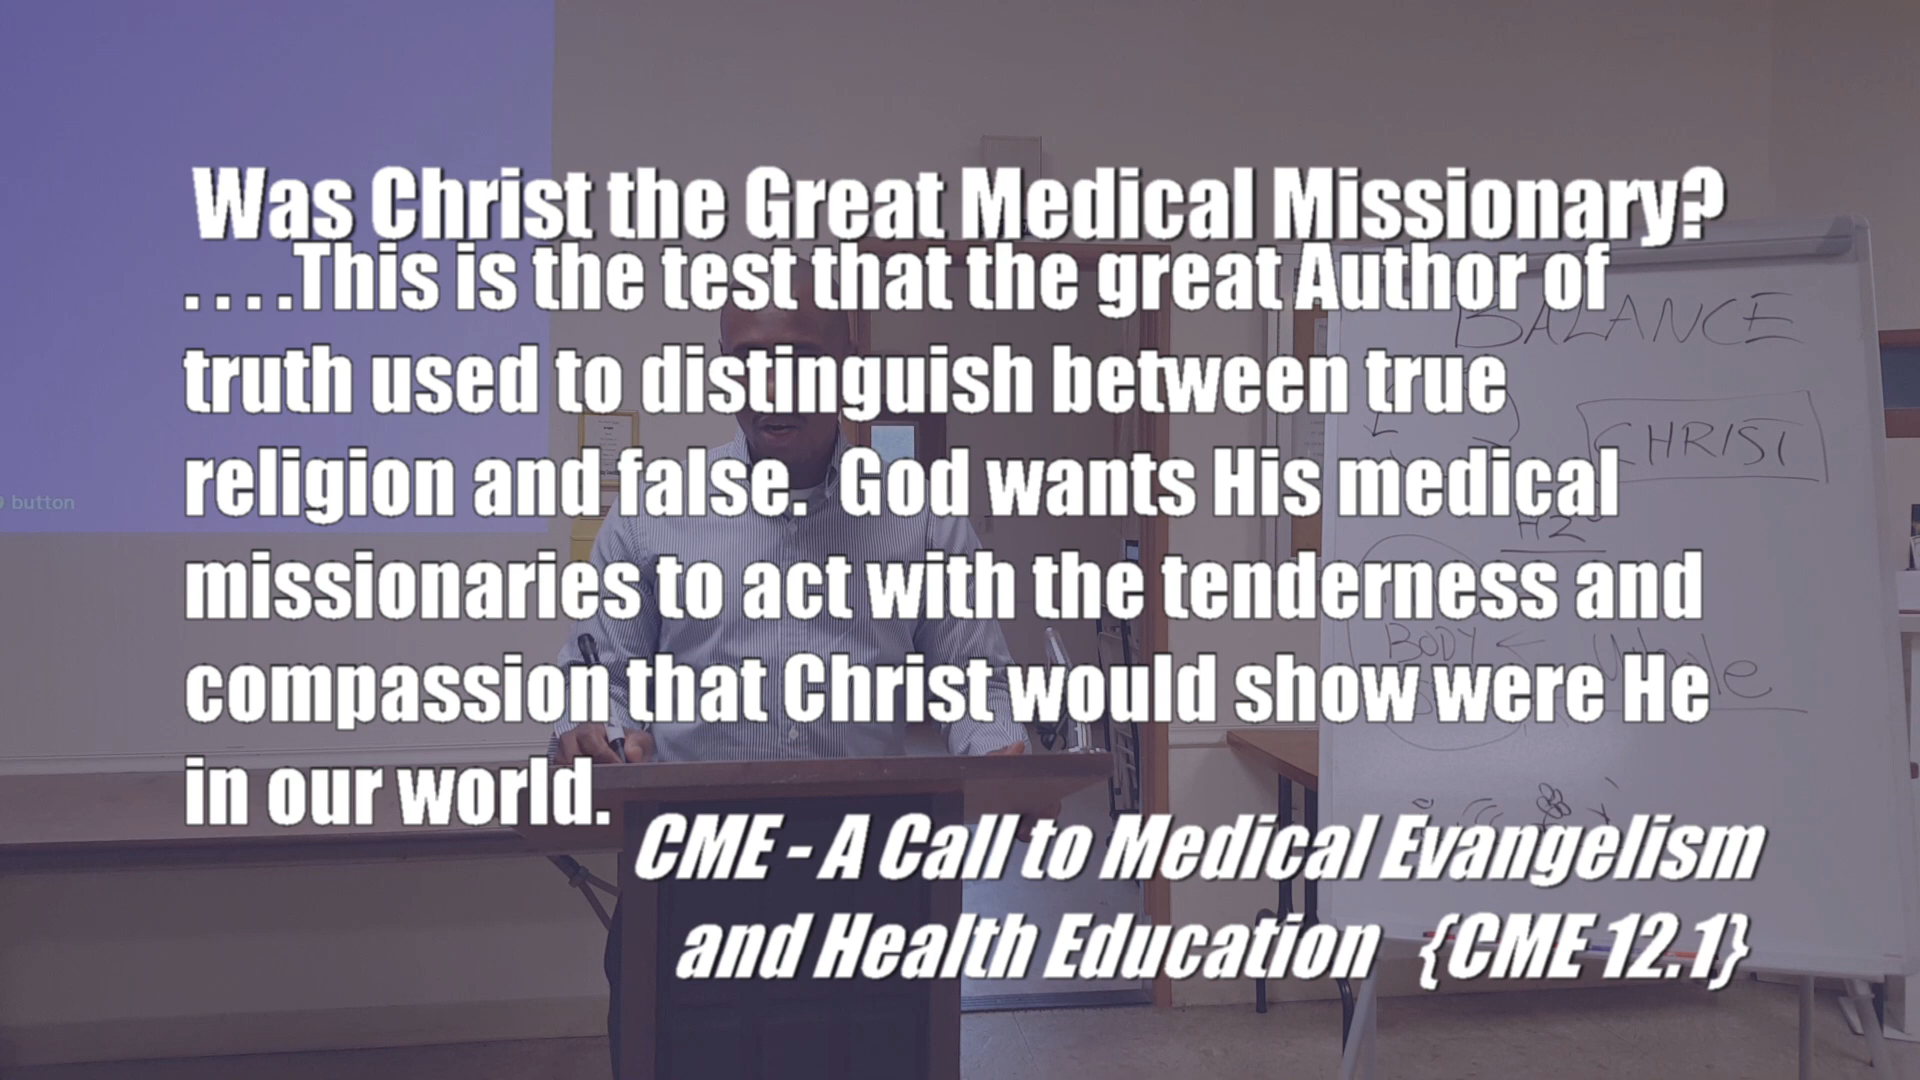 Was Christ the Great Medical Missionary?
. . . .This is the test that the great Author of
truth used to distinguish between true
religion and false.  God wants His medical
missionaries to act with the tenderness and
compassion that Christ would show were He
in our world.
CME - A Call to Medical Evangelism
and Health Education  {CME 12.1}
button
BALANCE
CHRIST
H2O
BODY ← Whole